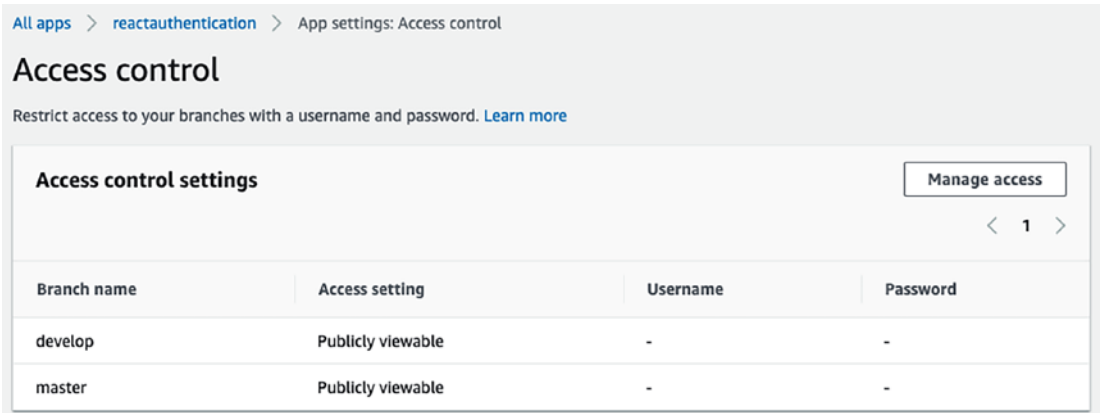 All apps > reactauthentication > App settings: Access control
Access control
Restrict access to your branches with a username and password. Learn more
Access control settings
Manage access
< 1 >
Branch name Access setting Username Password
develop Publicly viewable - -
master Publicly viewable - -